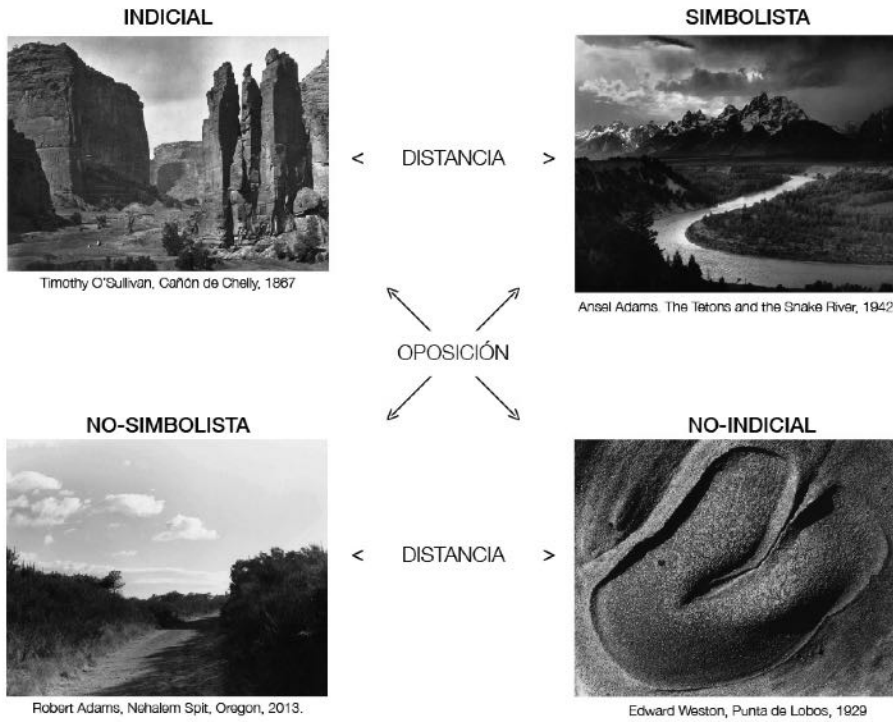 INDICIAL
SIMBOLISTA
< DISTANCIA >
Timothy O'Sullivan, Cañón de Chelly, 1867
Ansel Adams. The Tetons and the Snake River, 1942
OPOSICIÓN
NO-SIMBOLISTA
NO-INDICIAL
< DISTANCIA >
Robert Adams, Nehalem Spit, Oregon, 2013.
Edward Weston, Punta de Lobos, 1929